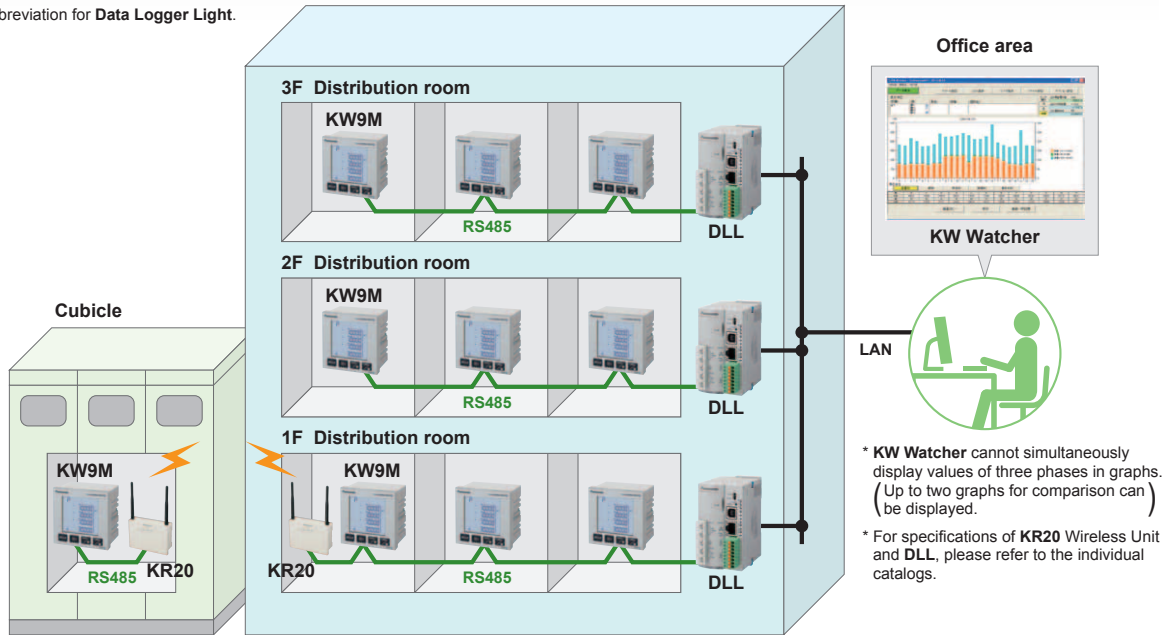 breviation for Data Logger Light.
Office area
3F Distribution room
KW9M
RS485
DLL
KW Watcher
2F Distribution room
KW9M
RS485
DLL
LAN
Cubicle
1F Distribution room
KW9M
KW9M
RS485
KR20
KR20
RS485
DLL
* KW Watcher cannot simultaneously
display values of three phases in graphs.
(Up to two graphs for comparison can
be displayed.)
* For specifications of KR20 Wireless Unit
and DLL, please refer to the individual
catalogs.